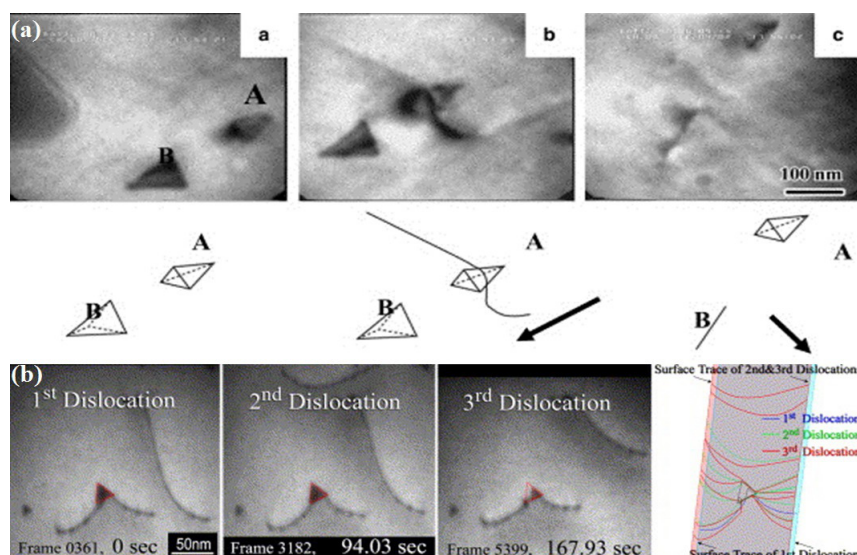 (a)
a
A
B
b
c
100 nm
A
B
A
B
A
B
(b)
1st Dislocation
Frame 0361, 0 sec
50nm
2nd Dislocation
Frame 3182, 94.03 sec
3rd Dislocation
Frame 5399, 167.93 sec
Surface Trace of 2nd&3rd Dislocation
1st Dislocation
2nd Dislocation
3rd Dislocation
Surface Trace of 1st Dislocation